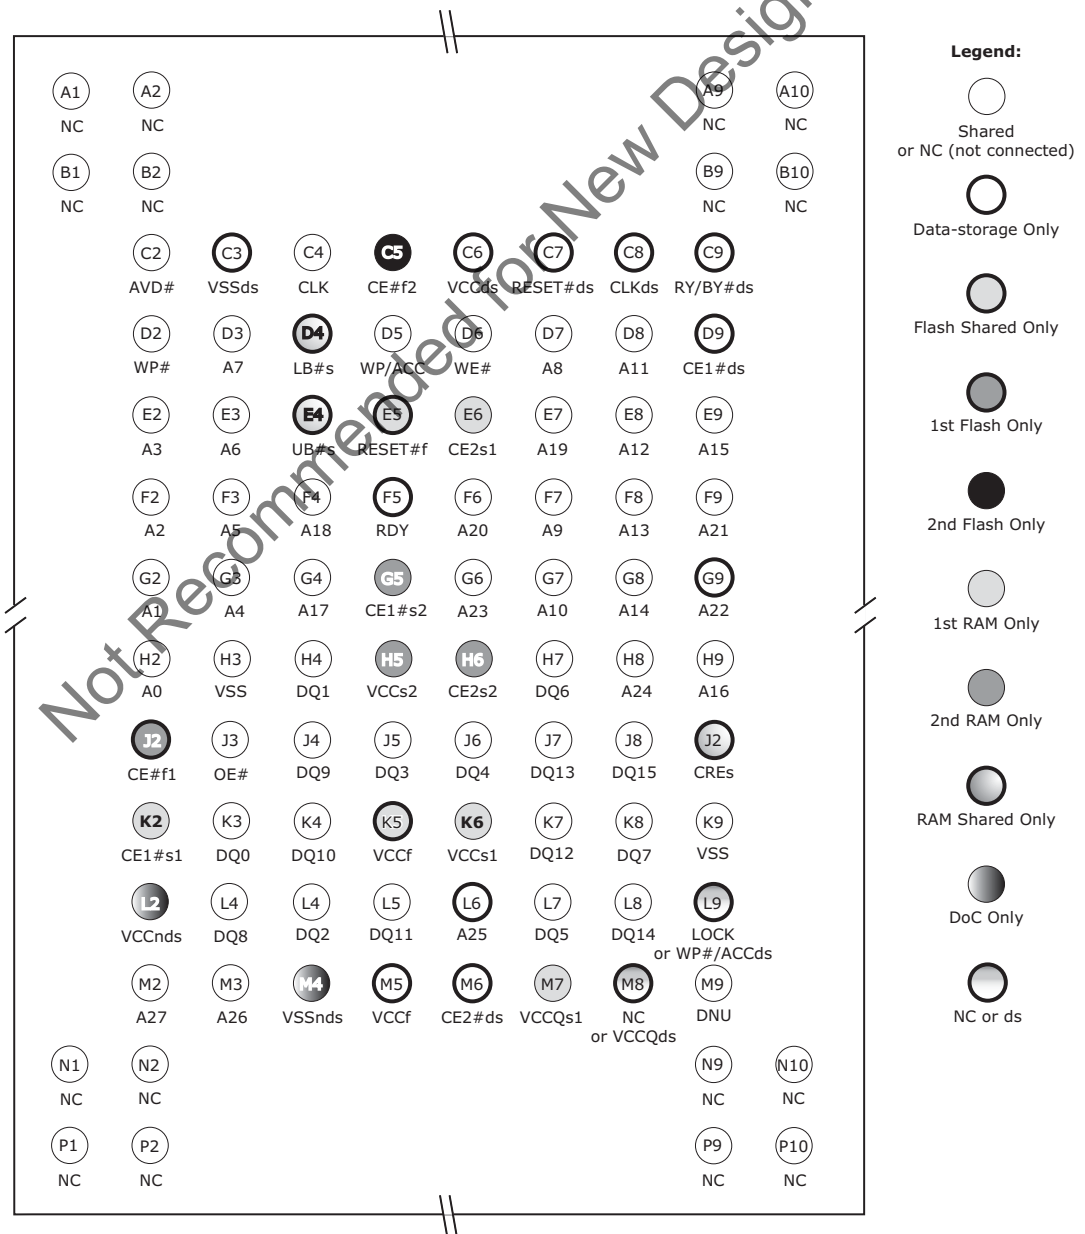 Not Recommended for New Design
Legend:
A1 A2 A9 A10
NC NC NC NC
Shared
or NC (not connected)
B1 B2 B9 B10
NC NC NC NC
Data-storage Only
C2 C3 C4 C5 C6 C7 C8 C9
AVD# VSSds CLK CE#f2 VCCds RESET#ds CLKds RY/BY#ds
Flash Shared Only
D2 D3 D4 D5 D6 D7 D8 D9
WP# A7 LB#s WP/ACC WE# A8 A11 CE1#ds
1st Flash Only
E2 E3 E4 E5 E6 E7 E8 E9
A3 A6 UB#s RESET#f CE2s1 A19 A12 A15
2nd Flash Only
F2 F3 F4 F5 F6 F7 F8 F9
A2 A5 A18 RDY A20 A9 A13 A21
G2 G3 G4 G5 G6 G7 G8 G9
A1 A4 A17 CE1#s2 A23 A10 A14 A22
1st RAM Only
H2 H3 H4 H5 H6 H7 H8 H9
A0 VSS DQ1 VCCs2 CE2s2 DQ6 A24 A16
2nd RAM Only
J2 J3 J4 J5 J6 J7 J8 J2
CE#f1 OE# DQ9 DQ3 DQ4 DQ13 DQ15 CREs
RAM Shared Only
K2 K3 K4 K5 K6 K7 K8 K9
CE1#s1 DQ0 DQ10 VCCf VCCs1 DQ12 DQ7 VSS
L2 L4 L4 L5 L6 L7 L8 L9
VCCnds DQ8 DQ2 DQ11 A25 DQ5 DQ14 LOCK
or WP#/ACCds
DoC Only
M2 M3 M4 M5 M6 M7 M8 M9
A27 A26 VSSnds VCCf CE2#ds VCCQs1 NC DNU
or VCCQds
NC or ds
N1 N2 N9 N10
NC NC NC NC
P1 P2 P9 P10
NC NC NC NC